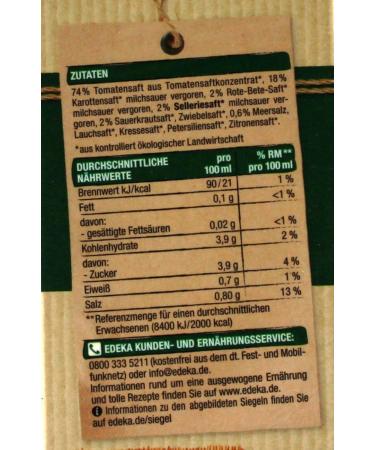 ZUTATEN
74 % Tomatensaft aus Tomatensaftkonzentrat*, 18 %
Karottensaft* milchsauer vergoren, 2 % Rote-Bete-Saft*
milchsauer vergoren, 2 % Selleriesaft* milchsauer ver-
goren, 2 % Sauerkrautsaft*, Zwiebelsaft*, 0,6 % Meersalz,
Lauchsaft*, Kressesaft*, Petersiliensaft*, Zitronensaft*.
*aus kontrolliert ökologischer Landwirtschaft
DURCHSCHNITTLICHE NÄHRWERTE pro 100 ml % RM** pro 100 ml
Brennwert kJ/kcal 90/21 1 %
Fett 0,1 g <1 %
davon:
- gesättigte Fettsäuren 0,02 g <1 %
Kohlenhydrate 3,9 g 2 %
davon:
- Zucker 3,9 g 4 %
Eiweiß 0,7 g 1 %
Salz 0,80 g 13 %
**Referenzmenge für einen durchschnittlichen
Erwachsenen (8400 kJ/2000 kcal)
EDEKA KUNDEN- UND ERNÄHRUNGSSERVICE:
0800 333 5211 (kostenfrei aus dem dt. Fest- und Mobil-
funknetz) oder info@edeka.de.
Informationen rund um eine ausgewogene Ernährung
und tolle Rezepte finden Sie auf www.edeka.de.
Informationen zu den abgebildeten Siegeln finden Sie
auf edeka.de/siegel